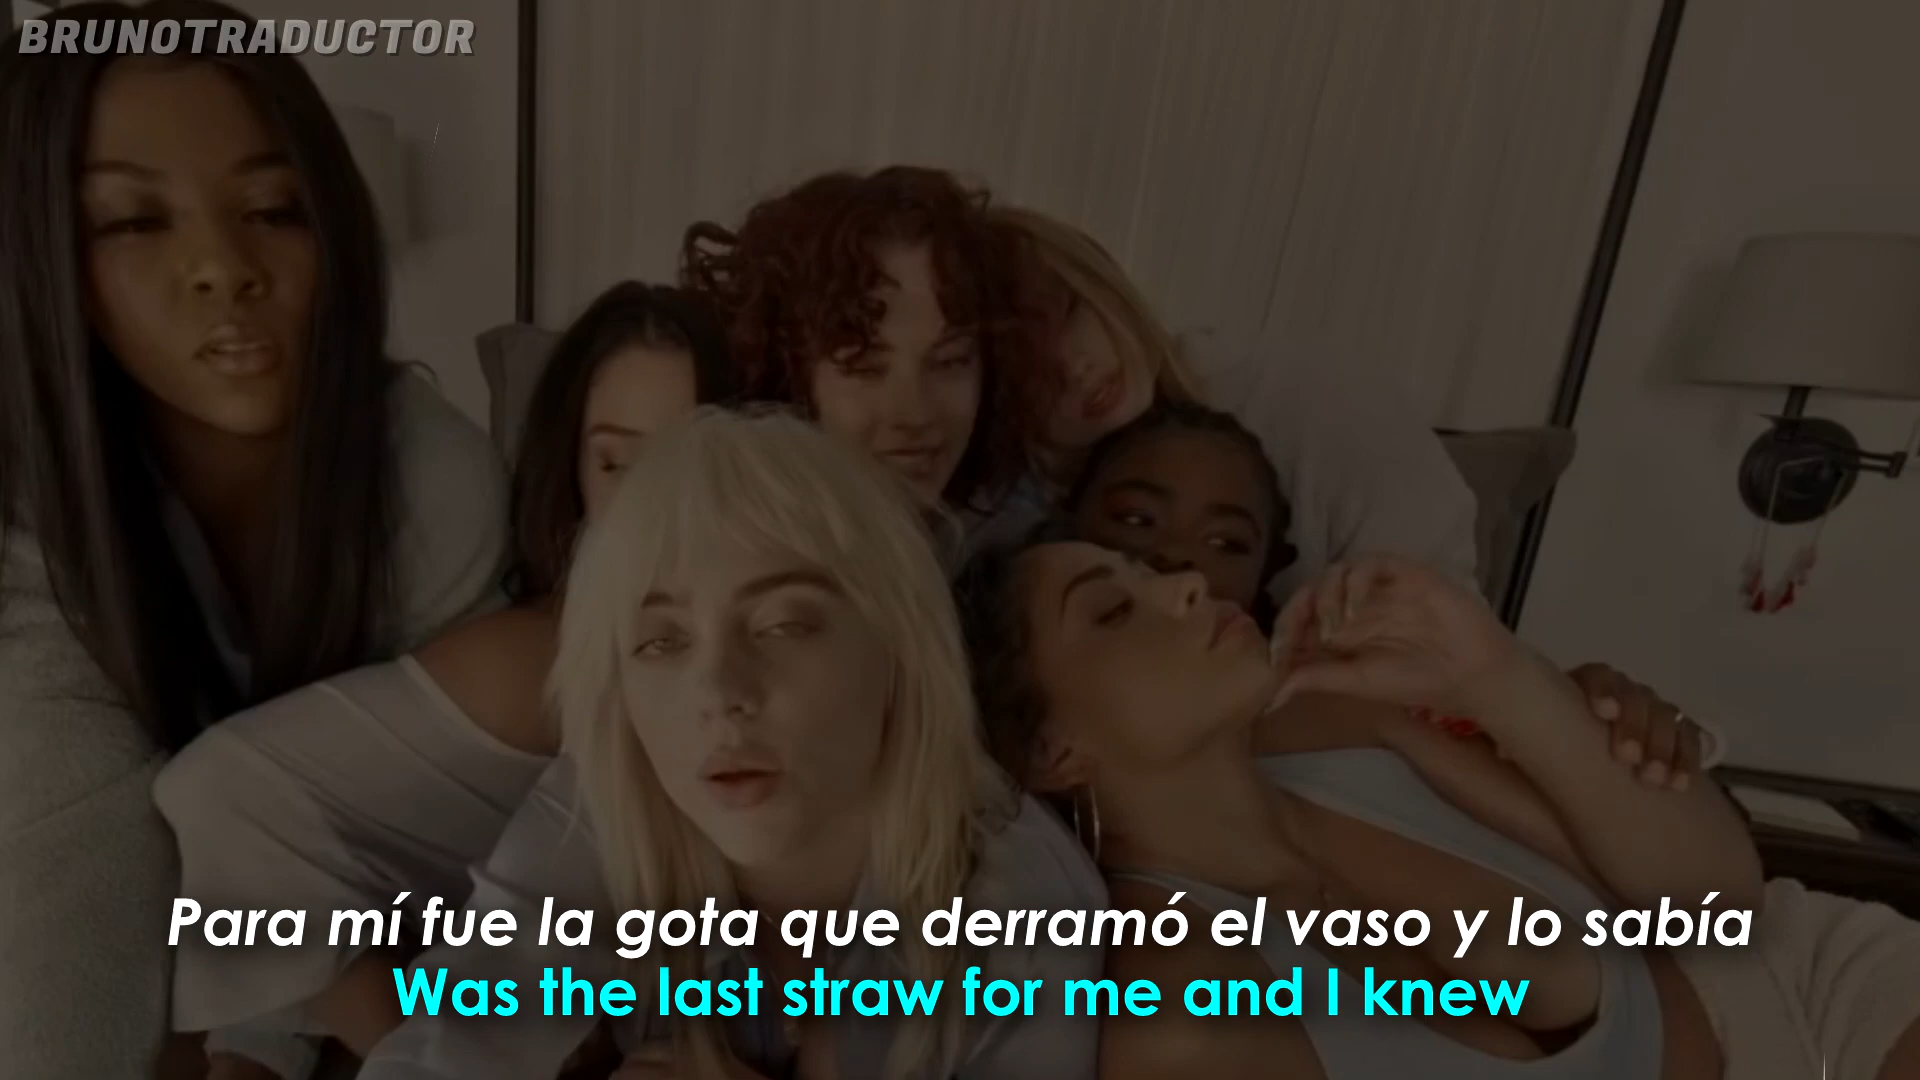 BRUNOTRADUCTOR
Para mí fue la gota que derramó el vaso y lo sabía
Was the last straw for me and I knew